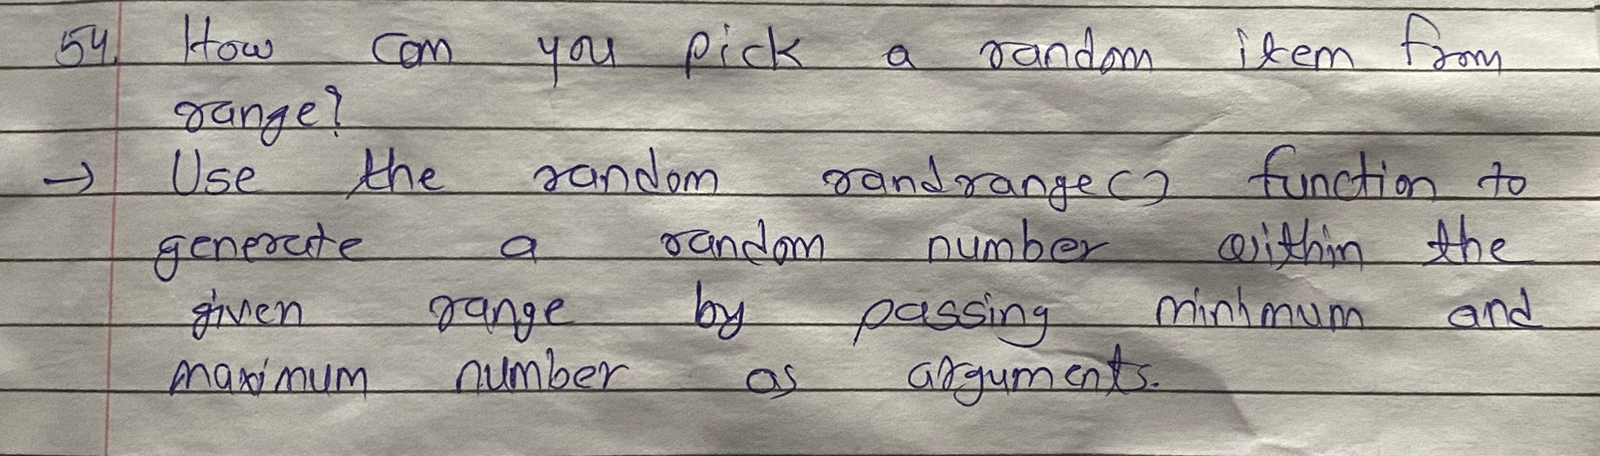 54. How can you pick a random item from
range?
→ Use the random randrange() function to
generate a random number within the
given range by passing minimum and
maximum number as arguments.